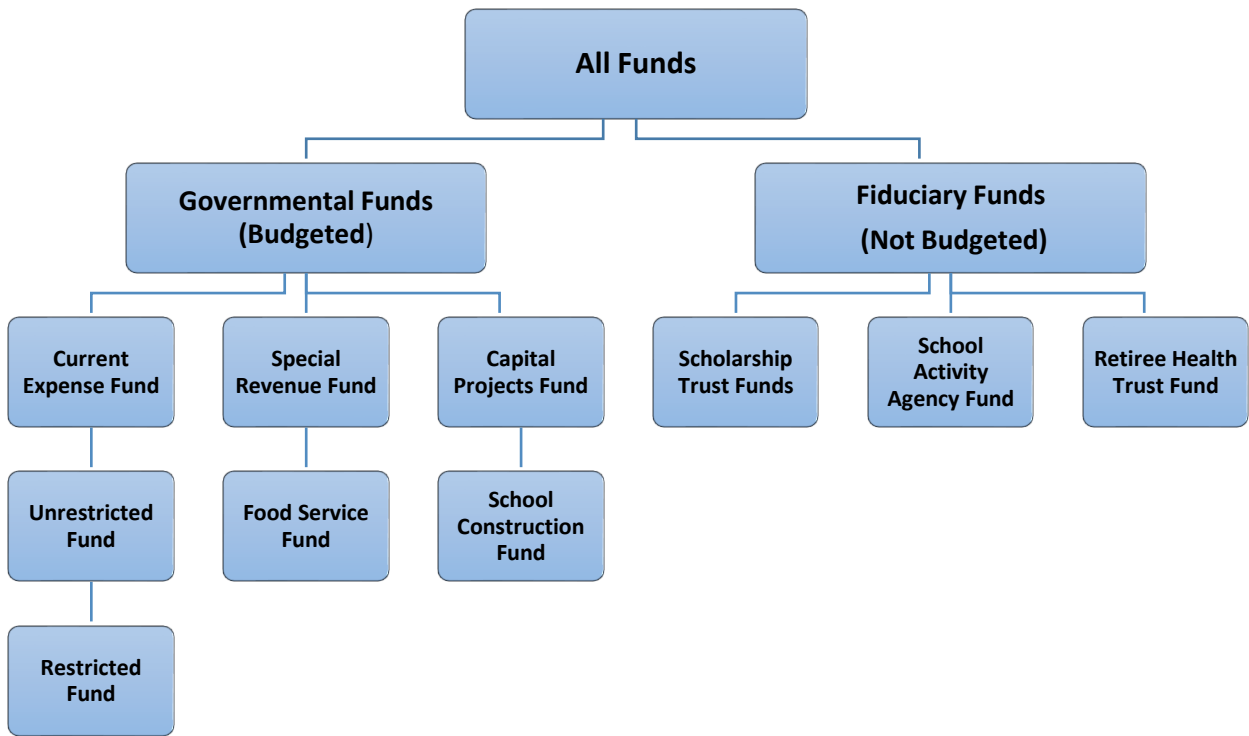 All Funds
Governmental Funds
(Budgeted)
Fiduciary Funds
(Not Budgeted)
Current
Expense Fund
Special
Revenue Fund
Capital
Projects Fund
Scholarship
Trust Funds
School
Activity
Agency Fund
Retiree Health
Trust Fund
Unrestricted
Fund
Food Service
Fund
School
Construction
Fund
Restricted
Fund